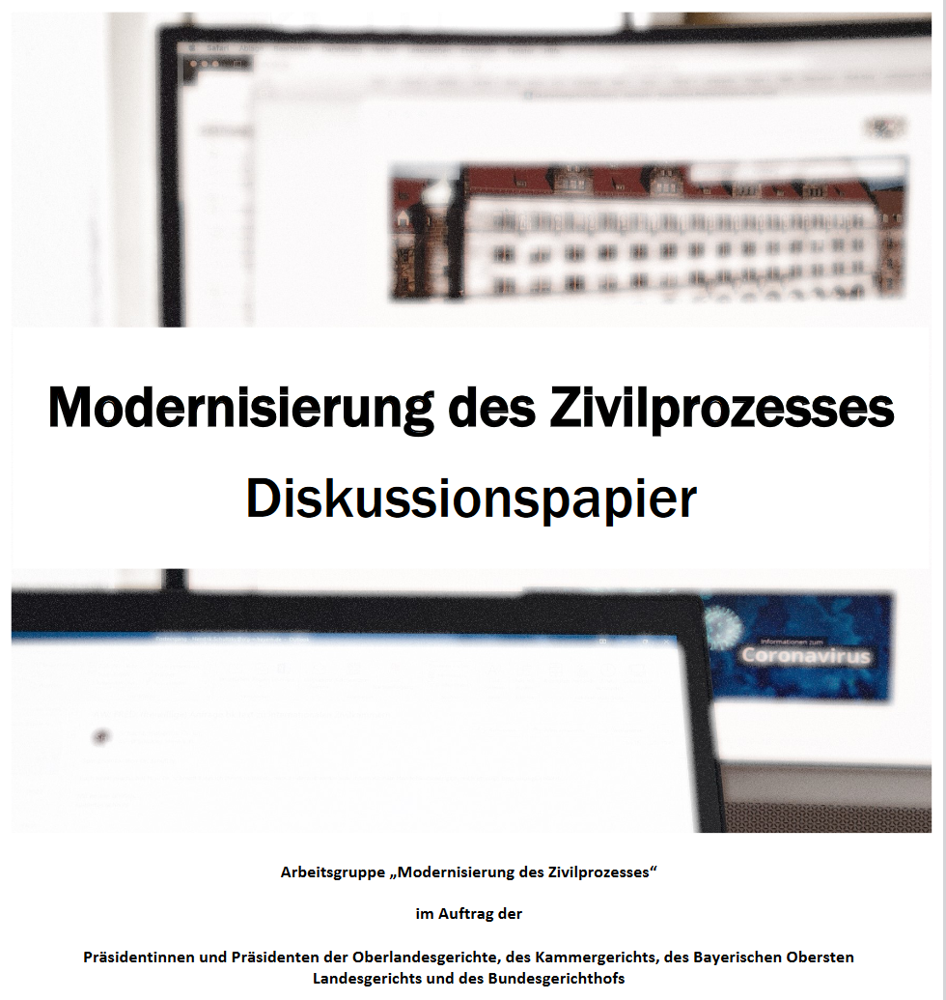 Safari
Modernisierung des Zivilprozesses
Diskussionspapier
Informationen zum
Coronavirus
Arbeitsgruppe „Modernisierung des Zivilprozesses“
im Auftrag der
Präsidentinnen und Präsidenten der Oberlandesgerichte, des Kammergerichts, des Bayerischen Obersten
Landesgerichts und des Bundesgerichthofs